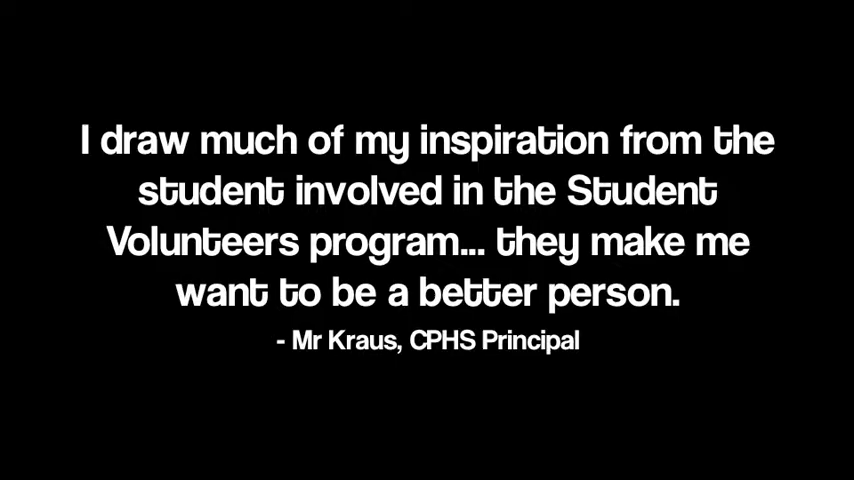 I draw much of my inspiration from the
student involved in the Student
Volunteers program... they make me
want to be a better person.
- Mr Kraus, CPHS Principal